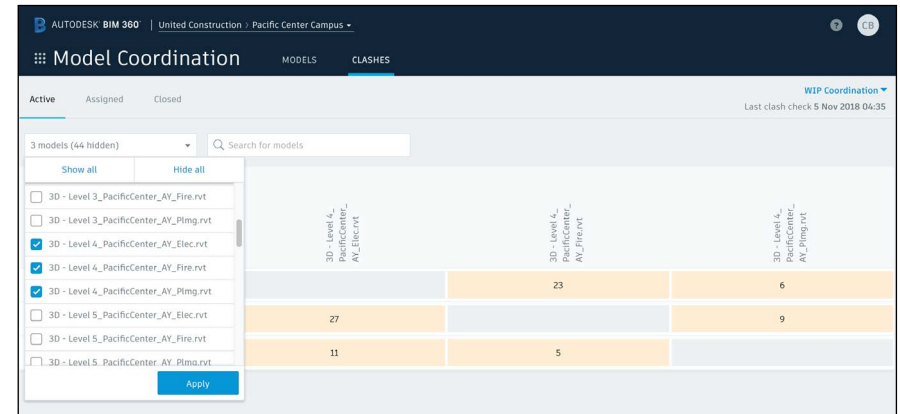 AUTODESK® BIM 360™ | United Construction > Pacific Center Campus
CB
Model Coordination
MODELS
CLASHES
Active
Assigned
Closed
WIP Coordination
Last clash check 5 Nov 2018 04:35
3 models (44 hidden)
Search for models
Show all
Hide all
3D - Level 3_PacificCenter_AY_Fire.rvt
3D - Level 3_PacificCenter_AY_Plmg.rvt
3D - Level 4_PacificCenter_AY_Elec.rvt
3D - Level 4_PacificCenter_AY_Fire.rvt
3D - Level 4_PacificCenter_AY_Plmg.rvt
3D - Level 5_PacificCenter_AY_Elec.rvt
3D - Level 5_PacificCenter_AY_Fire.rvt
3D - Level 5_PacificCenter_AY_Plmg.rvt
Apply
3D - Level 4_
PacificCenter_
AY_Elec.rvt
3D - Level 4_
PacificCenter_
AY_Fire.rvt
3D - Level 4_
PacificCenter_
AY_Plmg.rvt
23 6
27 9
11 5